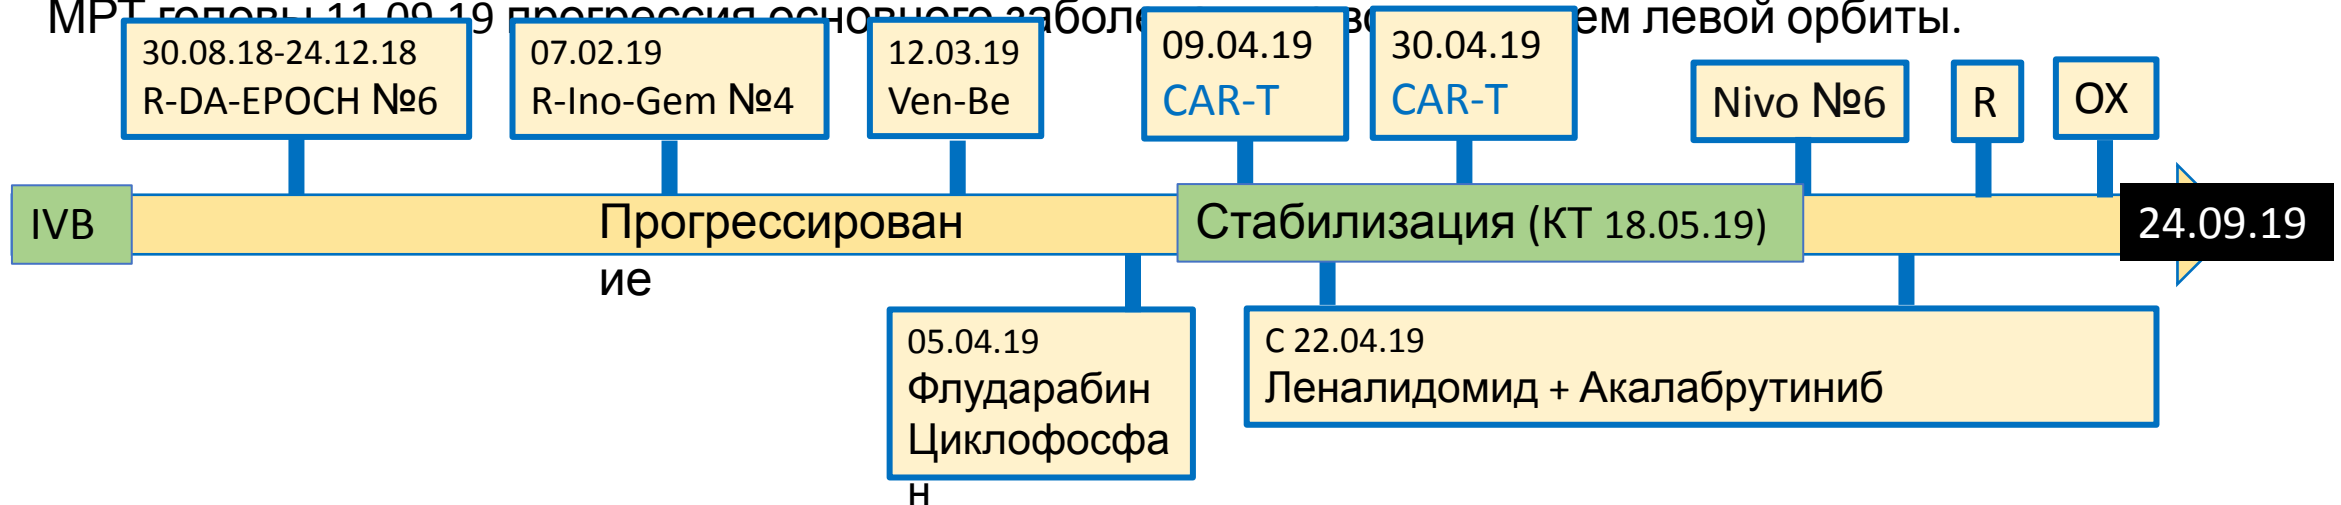 МРТ головы 11.09.19 прогрессия основного ем левой орбиты.
30.08.18-24.12.18
R-DA-EPOCH №6
07.02.19
R-Ino-Gem №4
12.03.19
Ven-Be
09.04.19
CAR-T
30.04.19
CAR-T
Nivo №6
R
OX
IVB
Прогрессирован
ие
Стабилизация (КТ 18.05.19)
24.09.19
05.04.19
Флударабин
Циклофосфа
н
С 22.04.19
Леналидомид + Акалабрутиниб